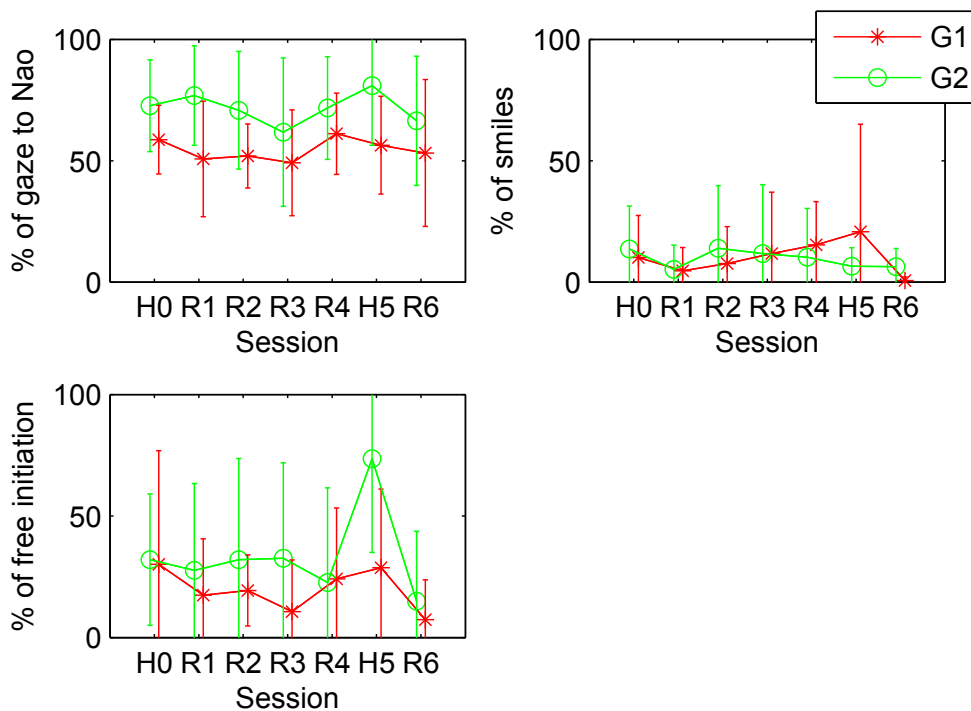 % of gaze to Nao
100
50
0
H0 R1 R2 R3 R4 H5 R6
Session
% of smiles
100
50
0
H0 R1 R2 R3 R4 H5 R6
Session
G1
G2
% of free initiation
100
50
0
H0 R1 R2 R3 R4 H5 R6
Session